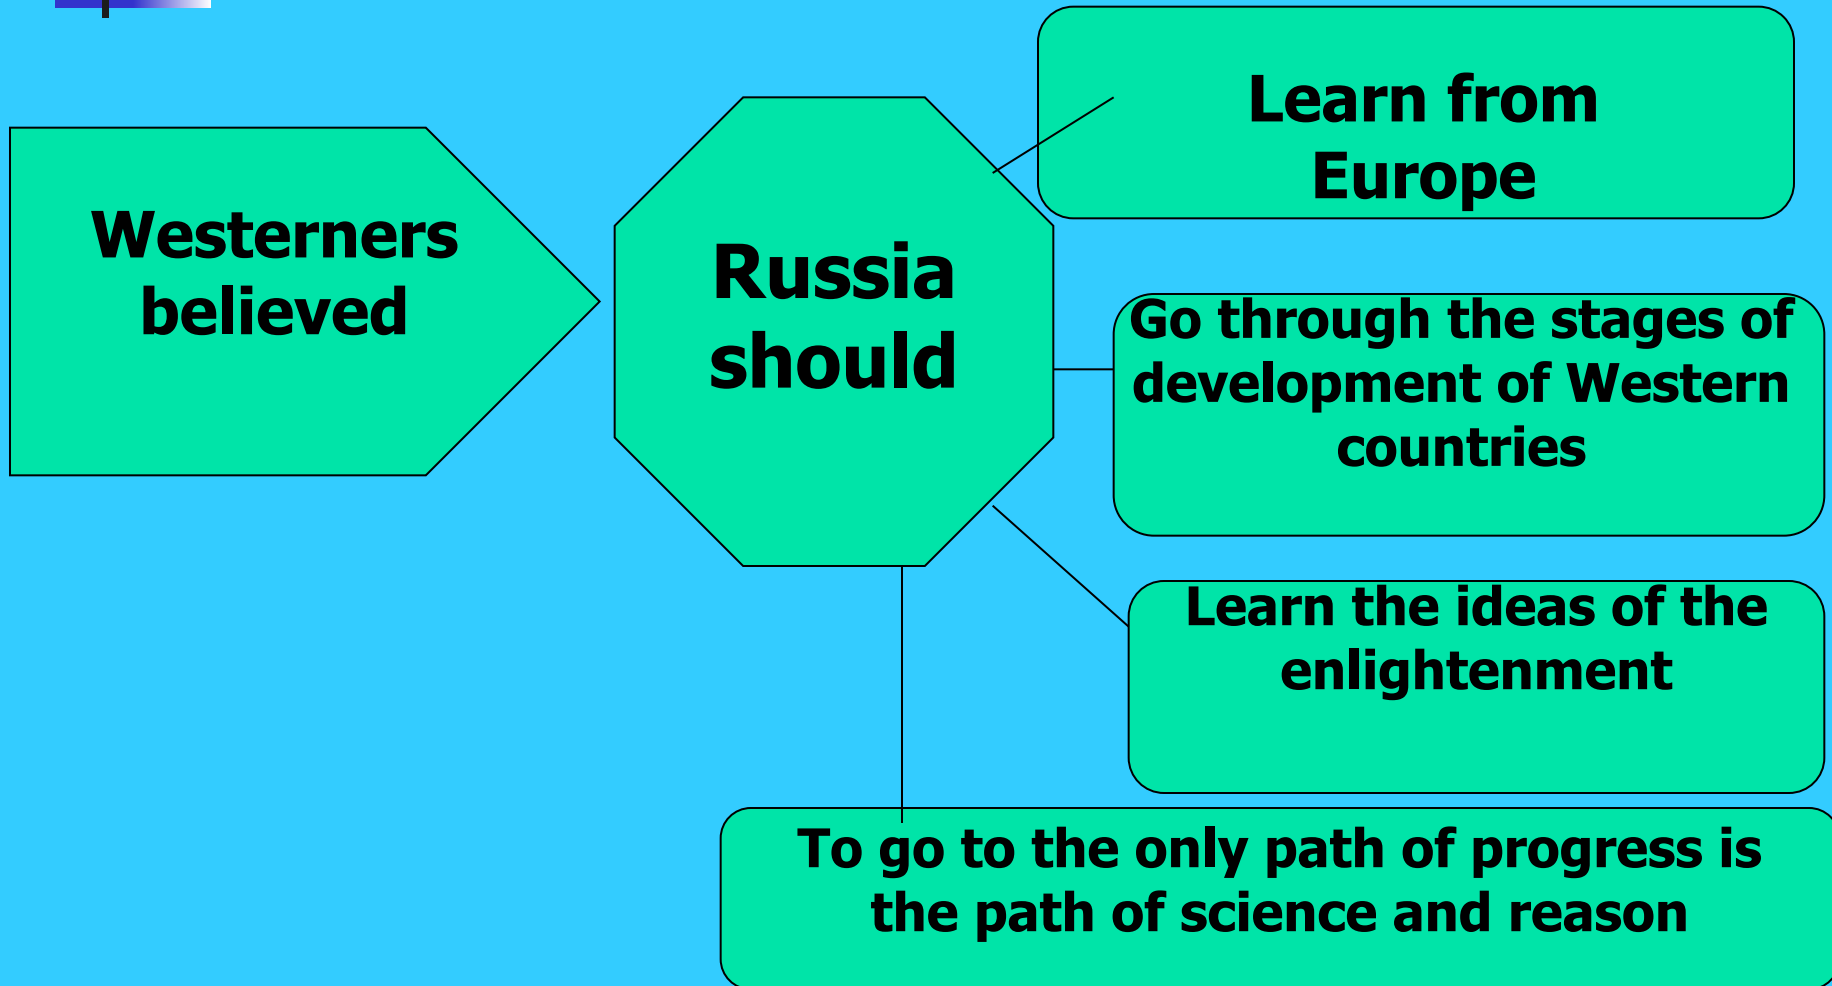 Westerners
believed
Russia
should
Learn from
Europe
Go through the stages of
development of Western
countries
Learn the ideas of the
enlightenment
To go to the only path of progress is
the path of science and reason